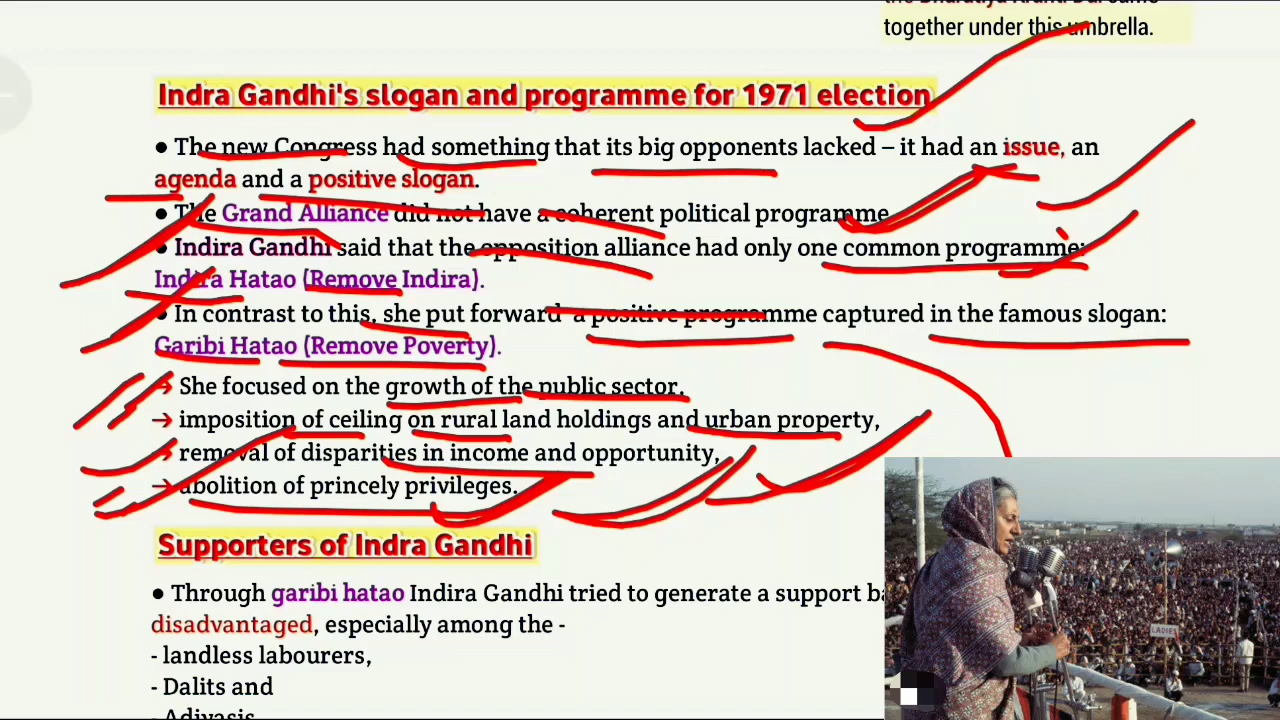 together under this umbrella.
Indra Gandhi's slogan and programme for 1971 election
● The new Congress had something that its big opponents lacked – it had an issue, an
agenda and a positive slogan.
● The Grand Alliance did not have a coherent political programme
● Indira Gandhi said that the opposition alliance had only one common programme:
Indira Hatao (Remove Indira).
● In contrast to this, she put forward a positive programme captured in the famous slogan:
Garibi Hatao (Remove Poverty).
→ She focused on the growth of the public sector,
→ imposition of ceiling on rural land holdings and urban property,
→ removal of disparities in income and opportunity,
→ abolition of princely privileges.
Supporters of Indra Gandhi
● Through garibi hatao Indira Gandhi tried to generate a support
disadvantaged, especially among the -
- landless labourers,
- Dalits and
- Adivasis
LADIES